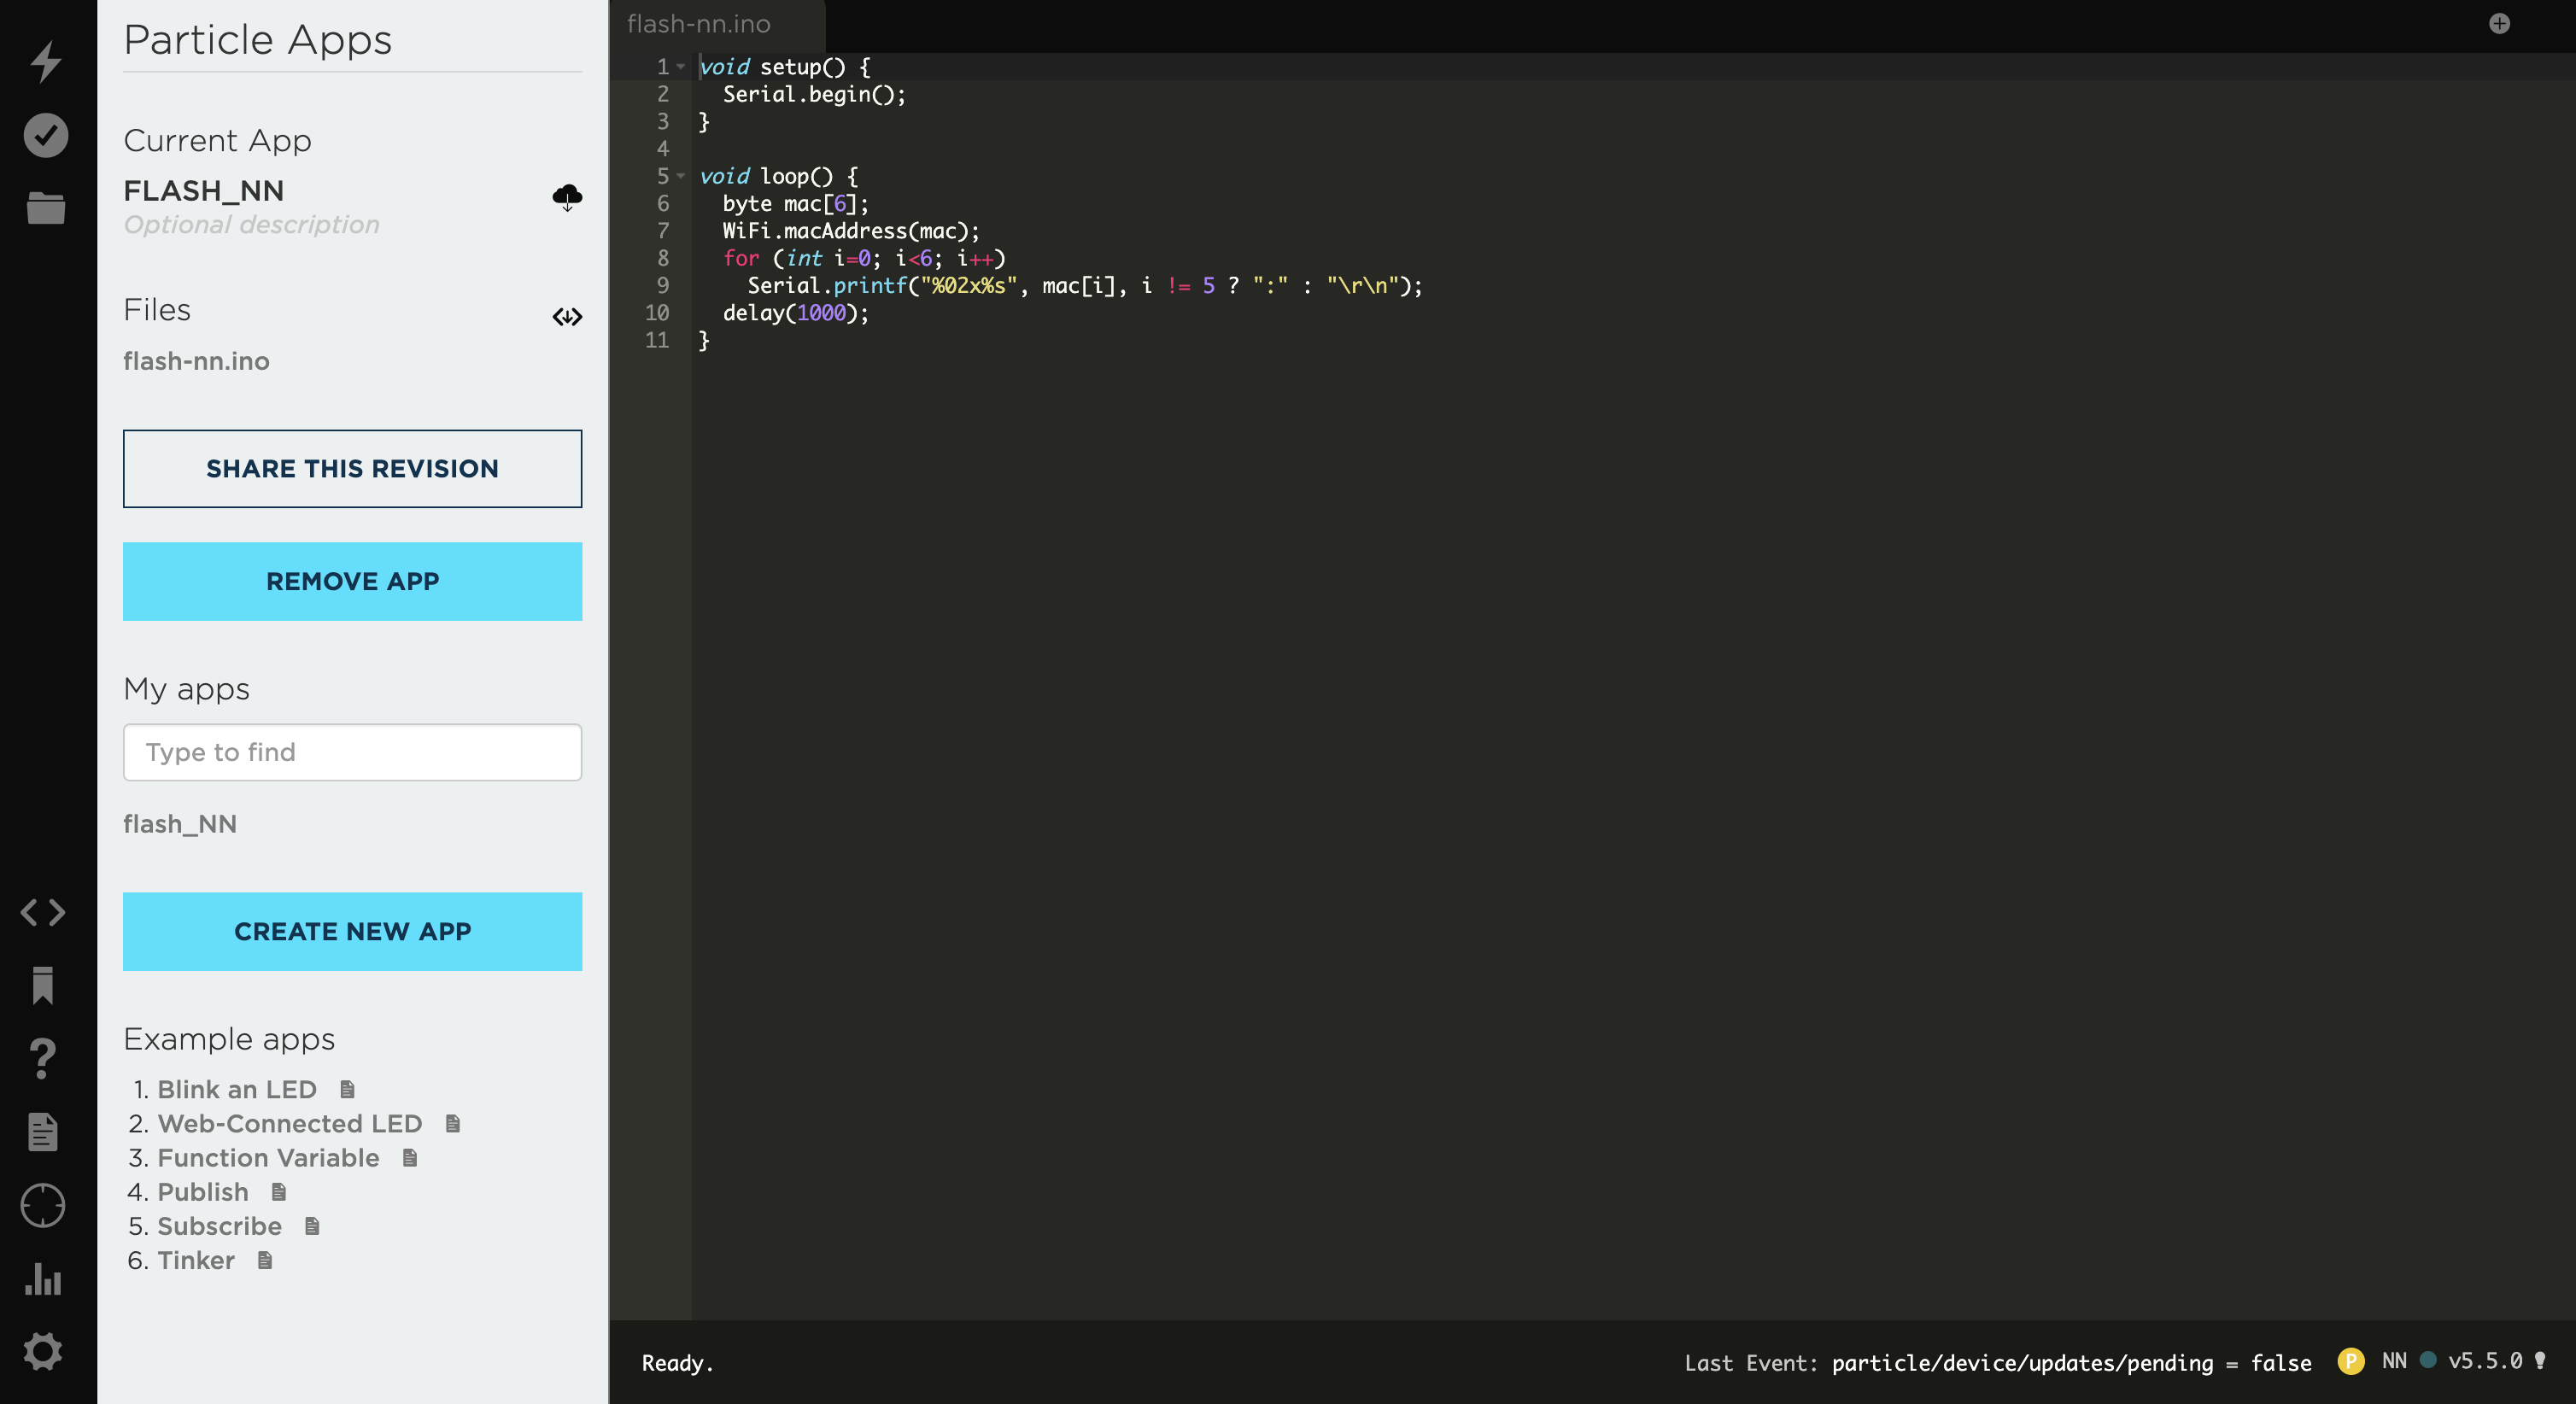 Particle Apps
Current App
FLASH_NN
Optional description
Files
flash-nn.ino
SHARE THIS REVISION
REMOVE APP
My apps
Type to find
flash_NN
CREATE NEW APP
Example apps
1. Blink an LED
2. Web-Connected LED
3. Function Variable
4. Publish
5. Subscribe
6. Tinker
flash-nn.ino
1 void setup() {
2   Serial.begin();
3 }
4
5 void loop() {
6   byte mac[6];
7   WiFi.macAddress(mac);
8   for (int i=0; i<6; i++)
9     Serial.printf("%02x%s", mac[i], i != 5 ? ":" : "\r\n");
10   delay(1000);
11 }
Ready.
Last Event: particle/device/updates/pending = false P NN v5.5.0